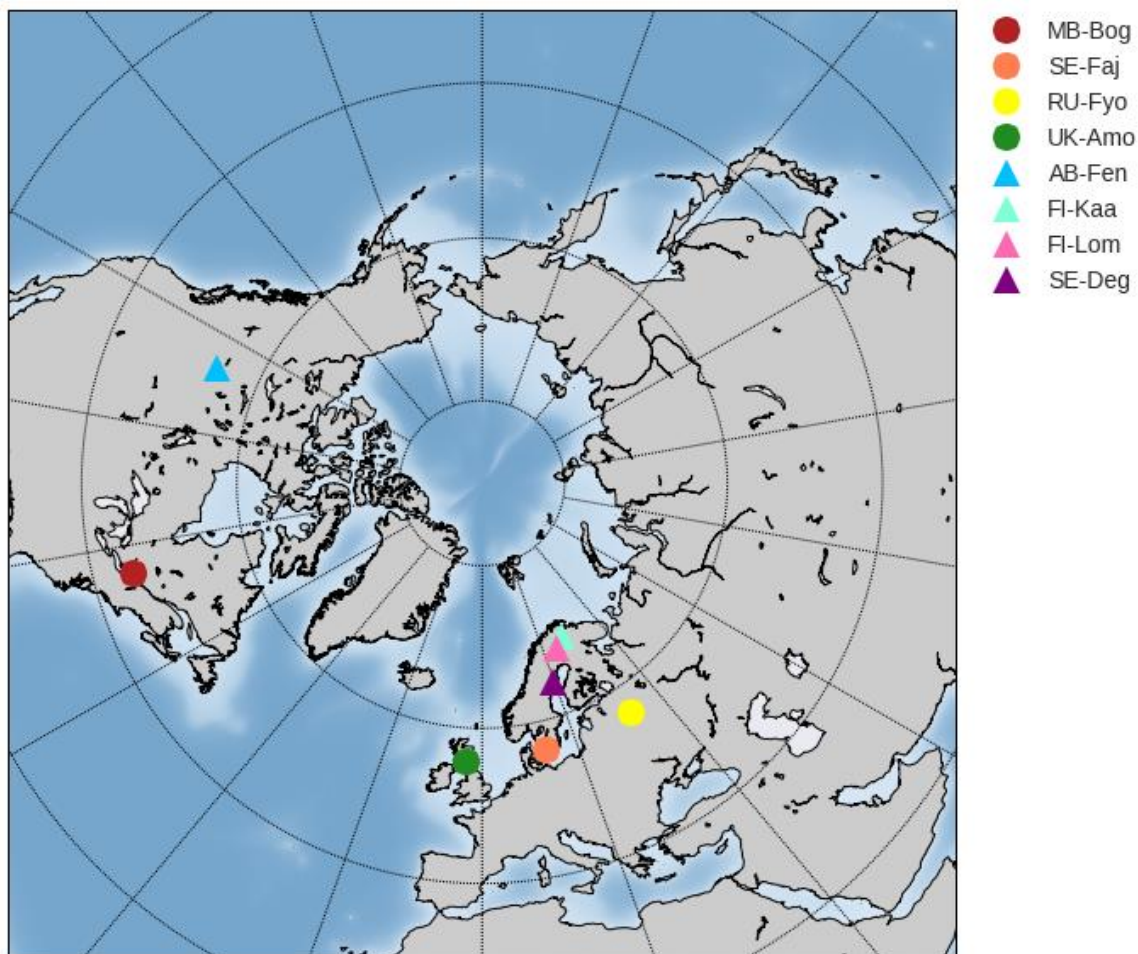 MB-Bog
SE-Faj
RU-Fyo
UK-Amo
AB-Fen
FI-Kaa
FI-Lom
SE-Deg